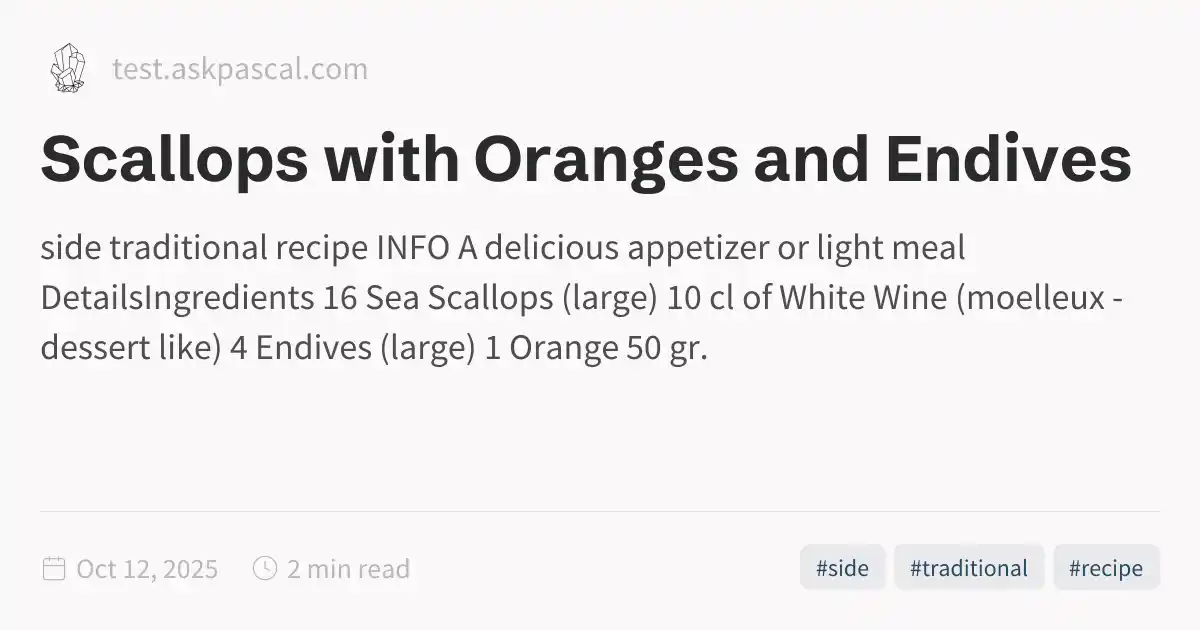 test.askpascal.com
Scallops with Oranges and Endives
side traditional recipe INFO A delicious appetizer or light meal
DetailsIngredients 16 Sea Scallops (large) 10 cl of White Wine (moelleux -
dessert like) 4 Endives (large) 1 Orange 50 gr.
Oct 12, 2025 2 min read #side #traditional #recipe